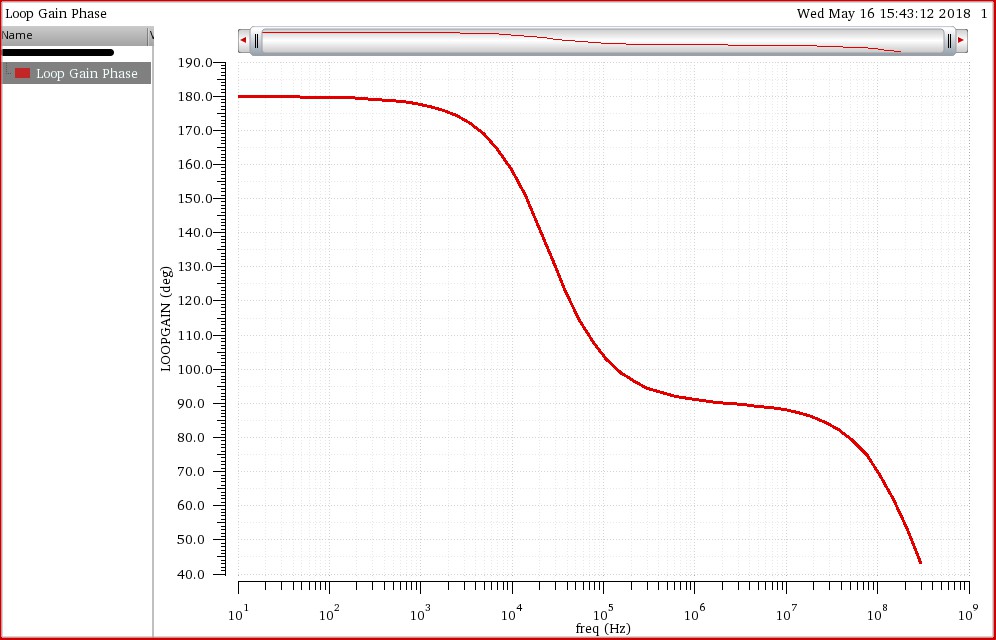 Loop Gain Phase
Wed May 16 15:43:12 2018 1
Name
V
Loop Gain Phase
190.0
180.0
170.0
160.0
150.0
140.0
130.0
120.0
110.0
100.0
90.0
80.0
70.0
60.0
50.0
40.0
LOOPGAIN (deg)
10^1 10^2 10^3 10^4 10^5 10^6 10^7 10^8 10^9
freq (Hz)